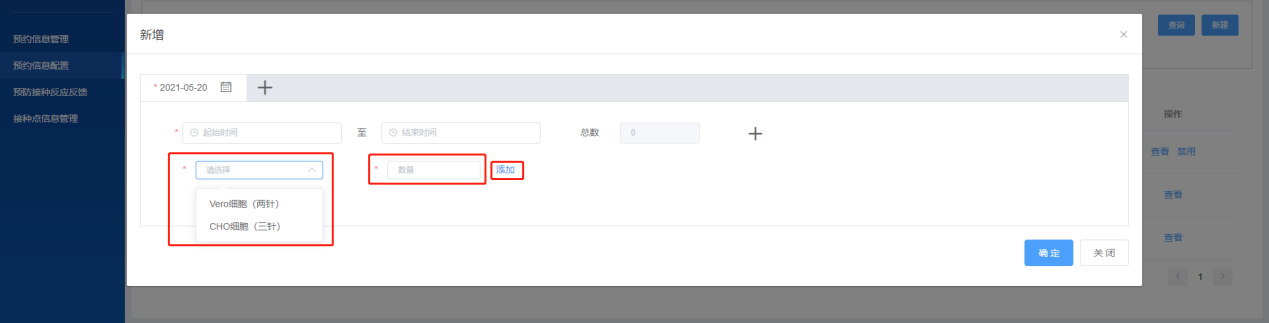 预约信息管理
预约信息配置
预防接种反应反馈
接种点信息管理
新增
查询 新建
* 2021-05-20
* 起始时间 至 结束时间 总数 0
* 请选择 * 数量 添加
Vero细胞（两针）
CHO细胞（三针）
确定 关闭
操作
查看 禁用
查看
查看
1